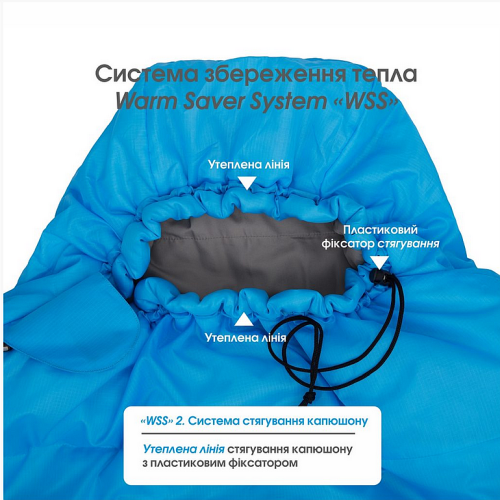 Система збереження тепла
Warm Saver System «WSS»
Утеплена лінія
Пластиковий
фіксатор стягування
Утеплена лінія
«WSS» 2. Система стягування капюшону
Утеплена лінія стягування капюшону
з пластиковим фіксатором